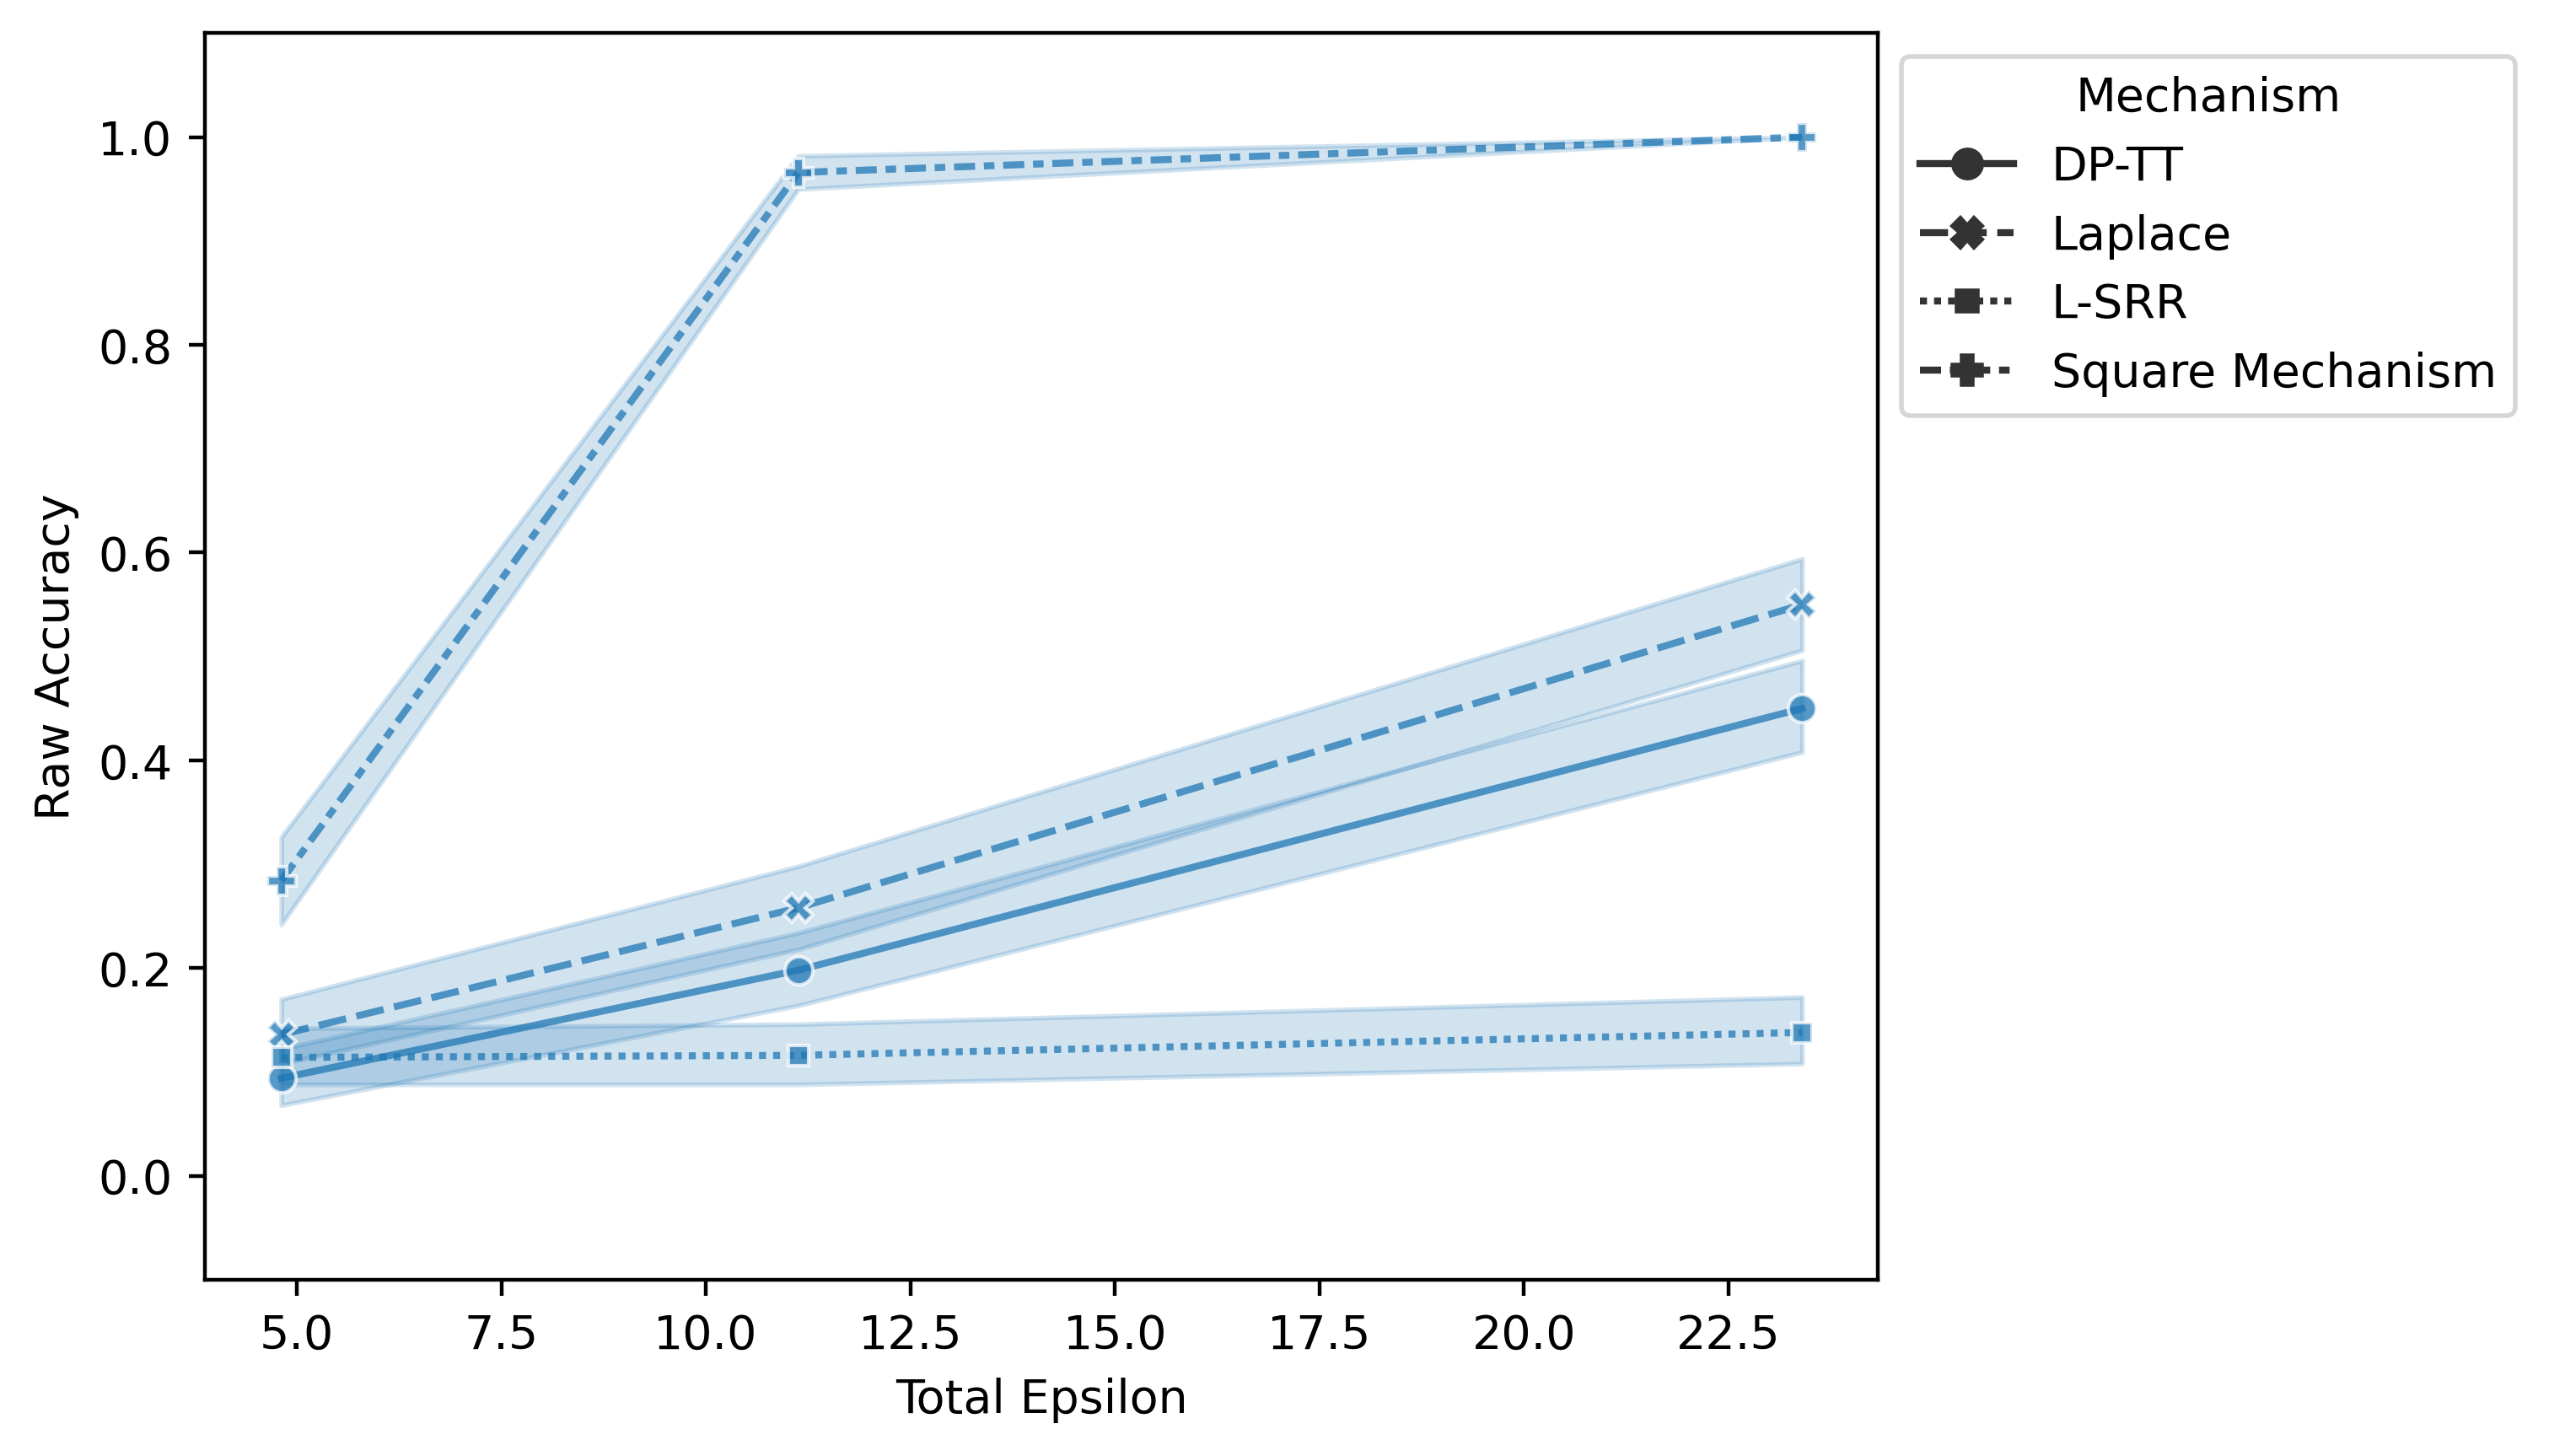 Mechanism
DP-TT
Laplace
L-SRR
Square Mechanism
Raw Accuracy
1.0
0.8
0.6
0.4
0.2
0.0
5.0 7.5 10.0 12.5 15.0 17.5 20.0 22.5
Total Epsilon